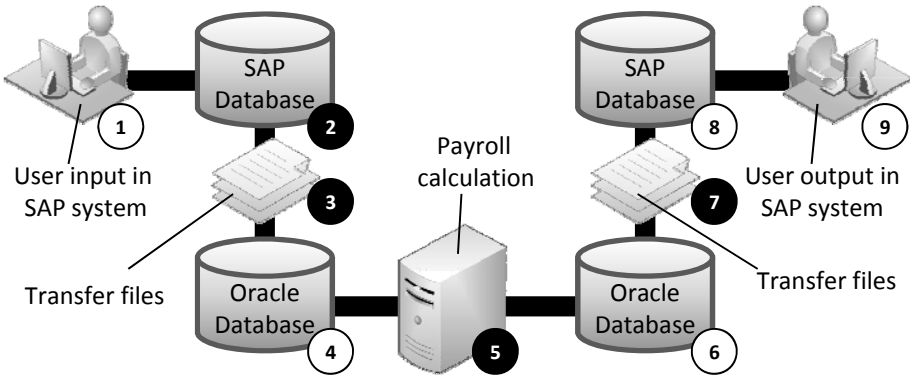 SAP
Database
1
2
User input in
SAP system
3
Transfer files
Oracle
Database
4
Payroll
calculation
5
Oracle
Database
6
7
Transfer files
SAP
Database
8
9
User output in
SAP system